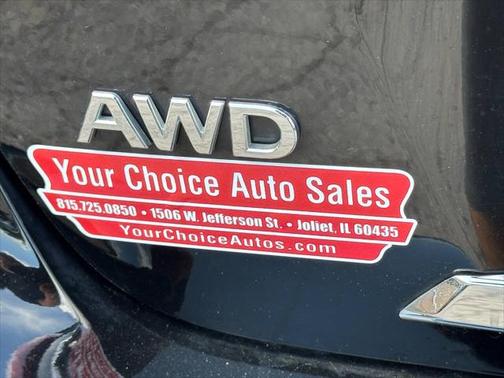 AWD
Your Choice Auto Sales
815.725.0850 • 1506 W. Jefferson St. • Joliet, IL 60435
YourChoiceAutos.com